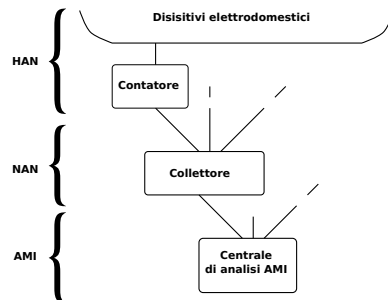 Disisitivi elettrodomestici
HAN
Contatore
NAN
Collettore
AMI
Centrale
di analisi AMI